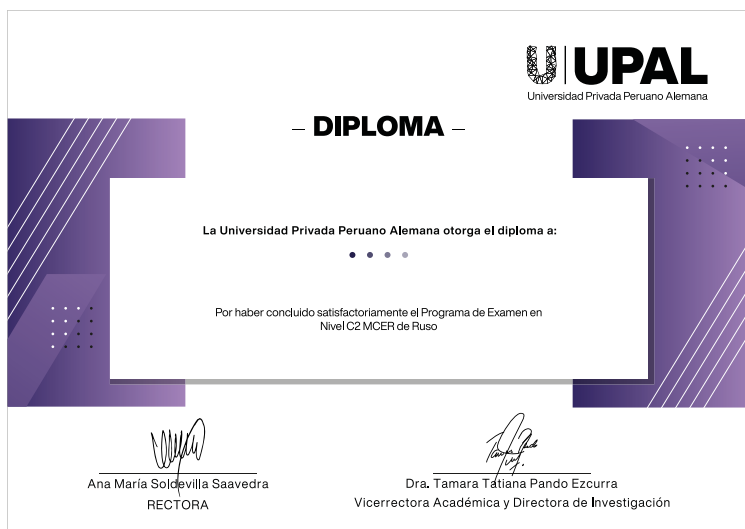 UPAL
Universidad Privada Peruano Alemana
– DIPLOMA –
La Universidad Privada Peruano Alemana otorga el diploma a:
Por haber concluido satisfactoriamente el Programa de Examen en
Nivel C2 MCER de Ruso
Ana María Soldevilla Saavedra
RECTORA
Dra. Tamara Tatiana Pando Ezcurra
Vicerrectora Académica y Directora de Investigación